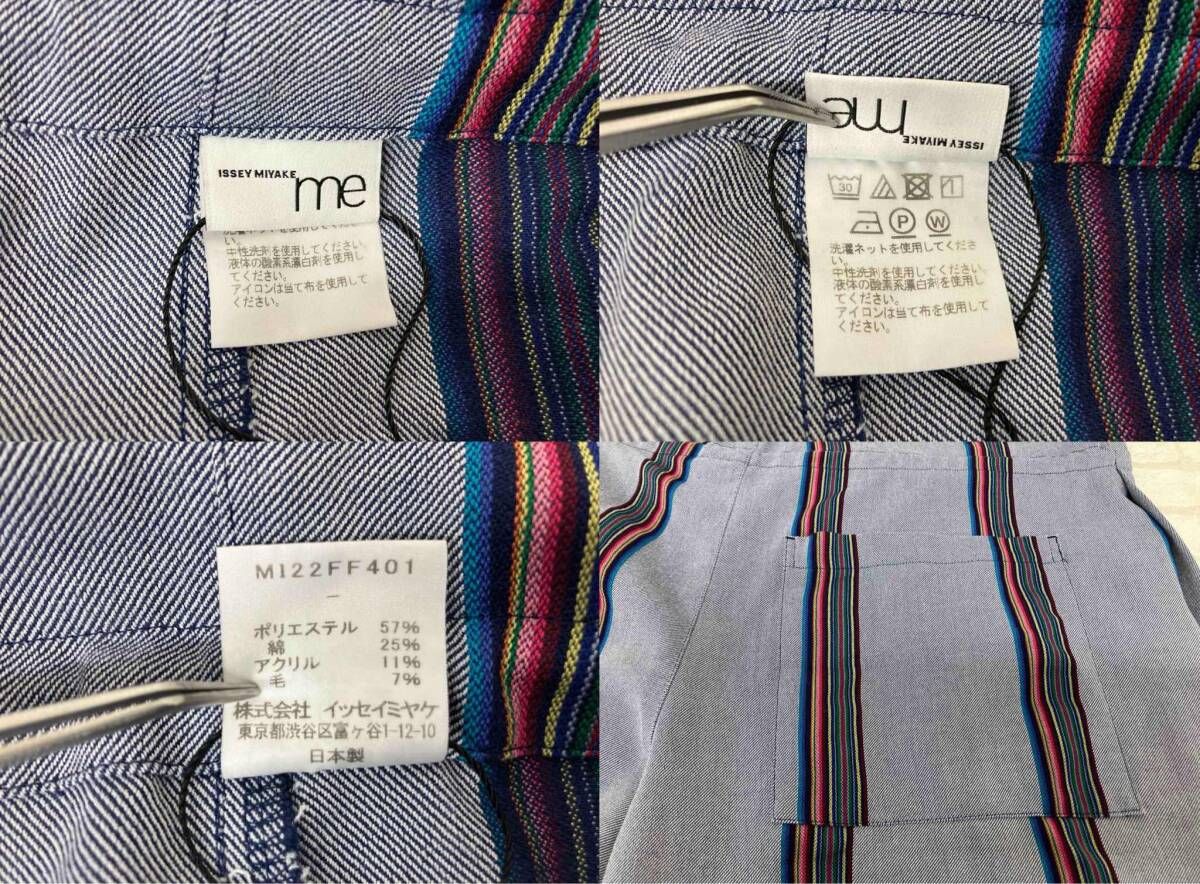 ISSEY MIYAKE me
洗濯ネットを使用してくださ
い。
中性洗剤を使用してください。
液体の酸素系漂白剤を使用し
てください。
アイロンは当て布を使用して
ください。
me
ISSEY MIYAKE
30
P W
洗濯ネットを使用してくださ
い。
中性洗剤を使用してください。
液体の酸素系漂白剤を使用し
てください。
アイロンは当て布を使用して
ください。
MI22FF401
–
ポリエステル 57%
綿 25%
アクリル 11%
毛 7%
株式会社 イッセイミヤケ
東京都渋谷区富ヶ谷1-12-10
日本製